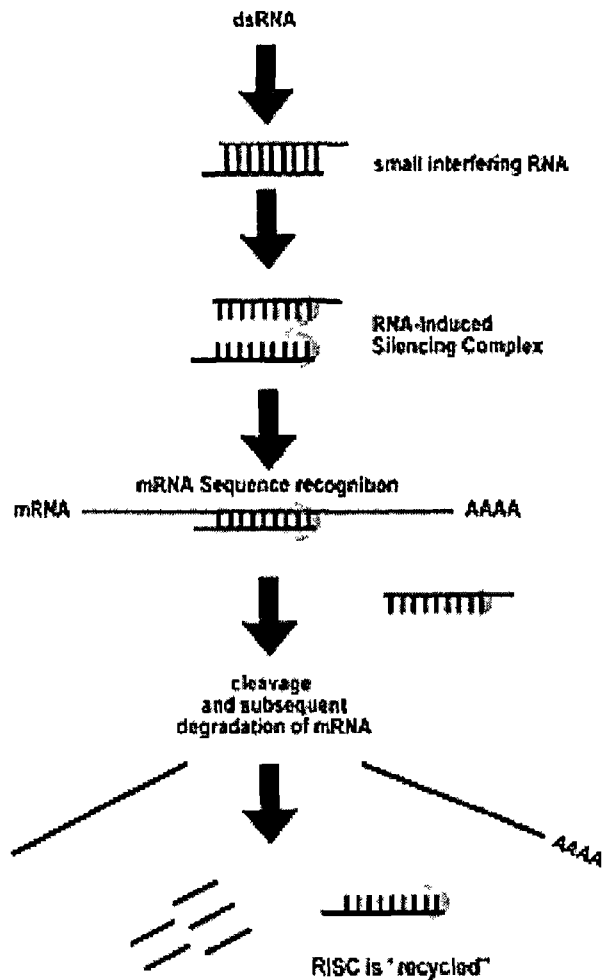 dsRNA
small interfering RNA
RNA-Induced
Silencing Complex
mRNA Sequence recognition
mRNA
AAAA
cleavage
and subsequent
degradation of mRNA
AAAA
RISC is "recycled"